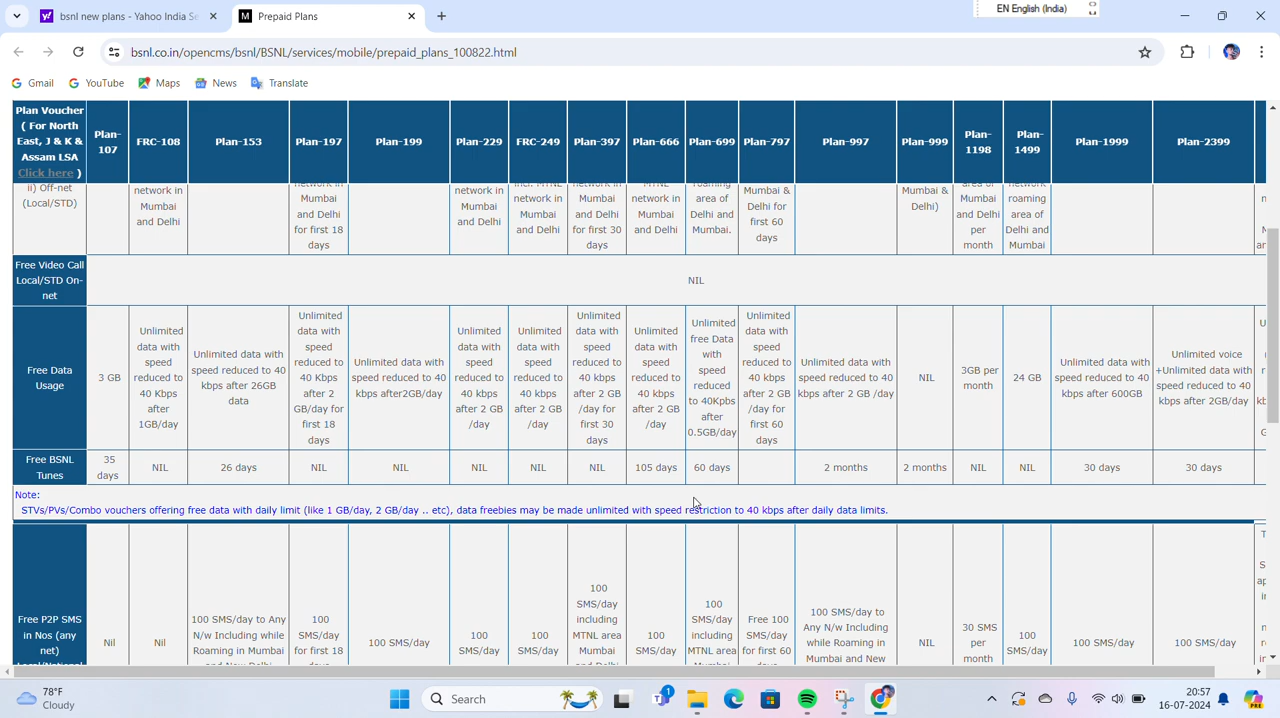 bsnl new plans - Yahoo India Se
Prepaid Plans
EN English (India)
bsnl.co.in/opencms/bsnl/BSNL/services/mobile/prepaid_plans_100822.html
Gmail
YouTube
Maps
News
Translate
Plan Voucher
( For North
East, J & K &
Assam LSA
Click here )
Plan-
107
FRC-108
Plan-153
Plan-197
Plan-199
Plan-229
FRC-249
Plan-397
Plan-666
Plan-699
Plan-797
Plan-997
Plan-999
Plan-
1198
Plan-
1499
Plan-1999
Plan-2399
ii) Off-net
(Local/STD)
network in
Mumbai
and Delhi
network in
Mumbai
and Delhi
for first 18
days
network in
Mumbai
and Delhi
incl. MTNL
network in
Mumbai
and Delhi
network in
Mumbai
and Delhi
for first 30
days
MTNL
network in
Mumbai
and Delhi
roaming
area of
Delhi and
Mumbai.
Mumbai &
Delhi for
first 60
days
Mumbai &
Delhi)
area of
Mumbai
and Delhi
per
month
network
roaming
area of
Delhi and
Mumbai
Free Video Call
Local/STD On-
net
NIL
Free Data
Usage
3 GB
Unlimited
data with
speed
reduced to
40 Kbps
after
1GB/day
Unlimited data with
speed reduced to 40
kbps after 26GB
data
Unlimited
data with
speed
reduced to
40 Kbps
after 2
GB/day for
first 18
days
Unlimited data with
speed reduced to 40
kbps after2GB/day
Unlimited
data with
speed
reduced to
40 kbps
after 2 GB
/day
Unlimited
data with
speed
reduced to
40 kbps
after 2 GB
/day
Unlimited
data with
speed
reduced to
40 kbps
after 2 GB
/day for
first 30
days
Unlimited
data with
speed
reduced to
40 kbps
after 2 GB
/day
Unlimited
free Data
with
speed
reduced
to 40Kpbs
after
0.5GB/day
Unlimited
data with
speed
reduced to
40 Kbps
after 2 GB
/day for
first 60
days
Unlimited data with
speed reduced to 40
kbps after 2 GB /day
NIL
3GB per
month
24 GB
Unlimited data with
speed reduced to 40
kbps after 600GB
Unlimited voice
+Unlimited data with
speed reduced to 40
kbps after 2GB/day
Free BSNL
Tunes
35
days
NIL
26 days
NIL
NIL
NIL
NIL
NIL
105 days
60 days
2 months
2 months
NIL
NIL
30 days
30 days
Note:
STVs/PVs/Combo vouchers offering free data with daily limit (like 1 GB/day, 2 GB/day .. etc), data freebies may be made unlimited with speed restriction to 40 kbps after daily data limits.
Free P2P SMS
in Nos (any
net)
Local/National
Nil
Nil
100 SMS/day to Any
N/w Including while
Roaming in Mumbai
and New Delhi
100
SMS/day
for first 18
days
100 SMS/day
100
SMS/day
100
SMS/day
100
SMS/day
including
MTNL area
Mumbai
and Delhi
100
SMS/day
100
SMS/day
including
MTNL area
Mumbai
Free 100
SMS/day
for first 60
days
100 SMS/day to
Any N/w Including
while Roaming in
Mumbai and New
NIL
30 SMS
per
month
100
SMS/day
100 SMS/day
100 SMS/day
78°F
Cloudy
Search
1
20:57
16-07-2024